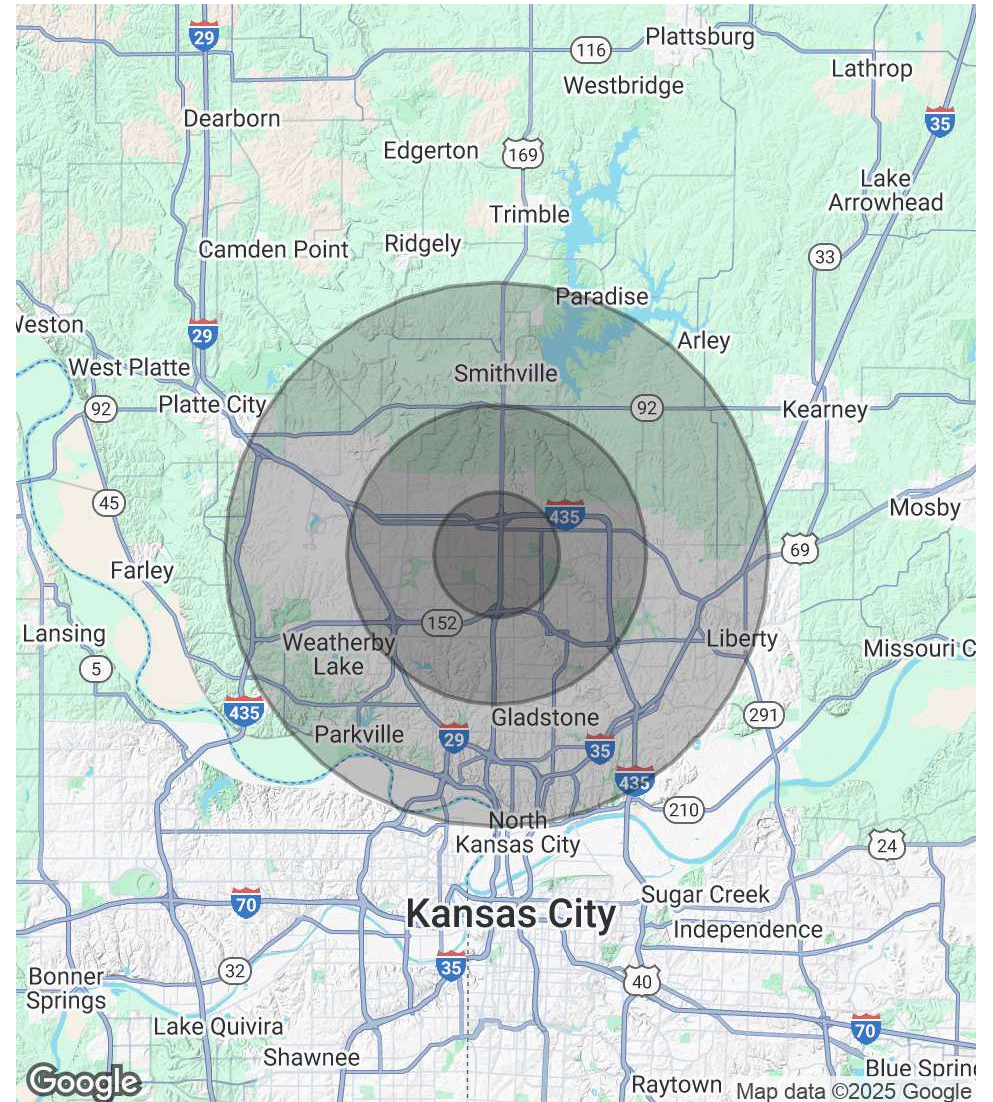 29
116
Plattsburg
Lathrop
Westbridge
Dearborn
35
Edgerton
169
Lake
Arrowhead
Trimble
Ridgely
Camden Point
33
Paradise
Weston
29
Arley
West Platte
Smithville
92
Platte City
92
Kearney
45
Mosby
435
69
Farley
152
Lansing
Weatherby
Lake
Liberty
Missouri C
5
435
Gladstone
291
Parkville
29
35
435
210
North
Kansas City
24
70
Sugar Creek
Kansas City
Independence
35
32
40
Bonner
Springs
Lake Quivira
70
Shawnee
Blue Sprin
Raytown
Google
Map data ©2025 Google